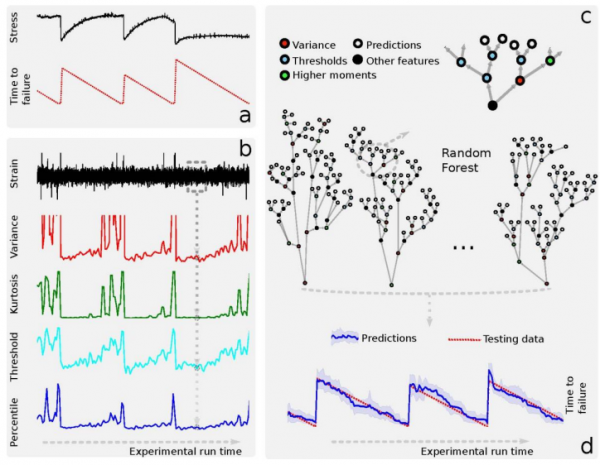 Stress
Time to
failure
a
b
Strain
Variance
Kurtosis
Threshold
Percentile
Experimental run time
c
Variance
Predictions
Thresholds
Other features
Higher moments
Random
Forest
...
Predictions
Testing data
Time to
failure
Experimental run time
d